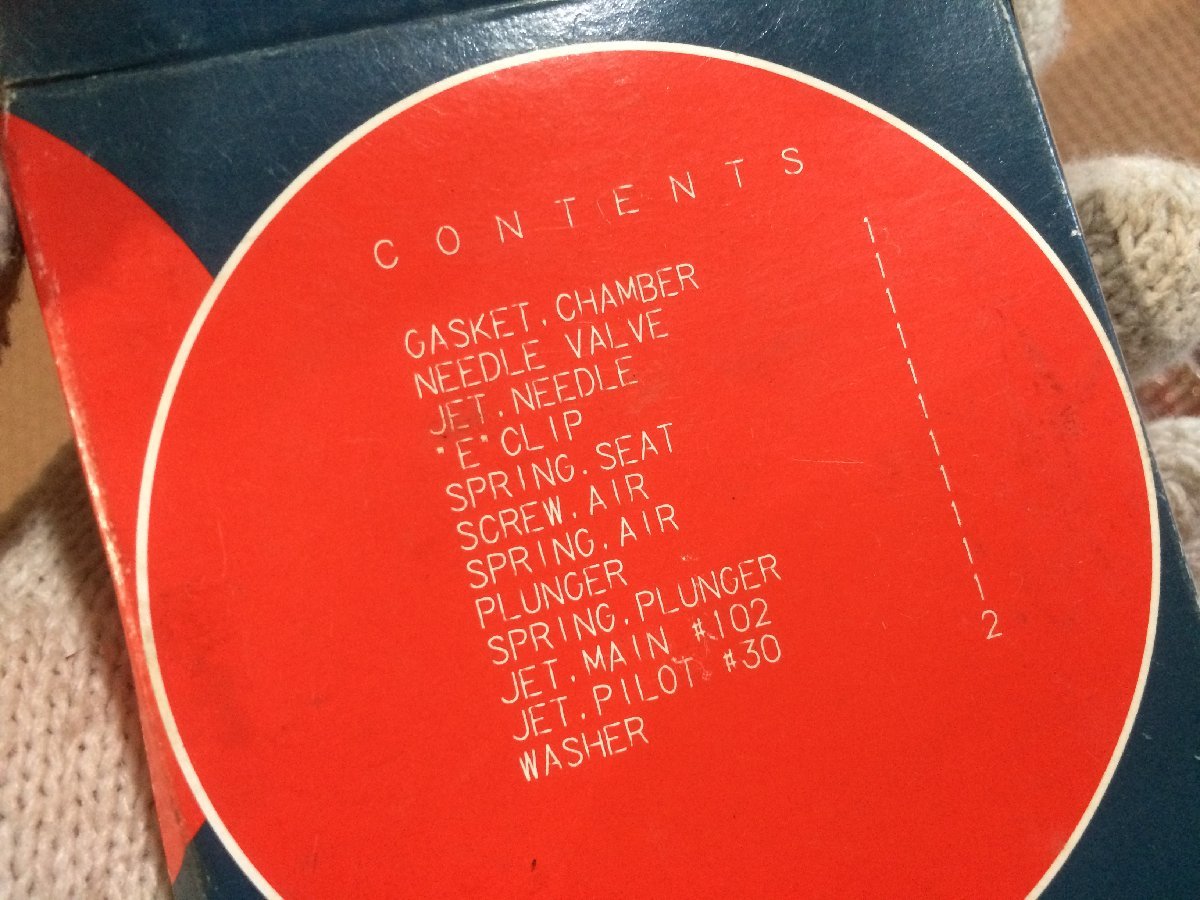 CONTENTS
GASKET, CHAMBER 1
NEEDLE VALVE 1
JET, NEEDLE 1
"E" CLIP 1
SPRING, SEAT 1
SCREW, AIR 1
SPRING, AIR 1
PLUNGER 1
SPRING, PLUNGER 1
JET, MAIN #102 1
JET, PILOT #30 1
WASHER 2